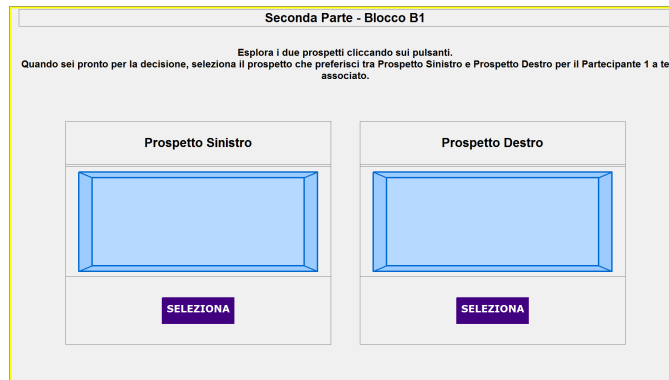 Seconda Parte - Blocco B1
Esplora i due prospetti cliccando sui pulsanti.
Quando sei pronto per la decisione, seleziona il prospetto che preferisci tra Prospetto Sinistro e Prospetto Destro per il Partecipante 1 a te
associato.
Prospetto Sinistro
Prospetto Destro
SELEZIONA
SELEZIONA